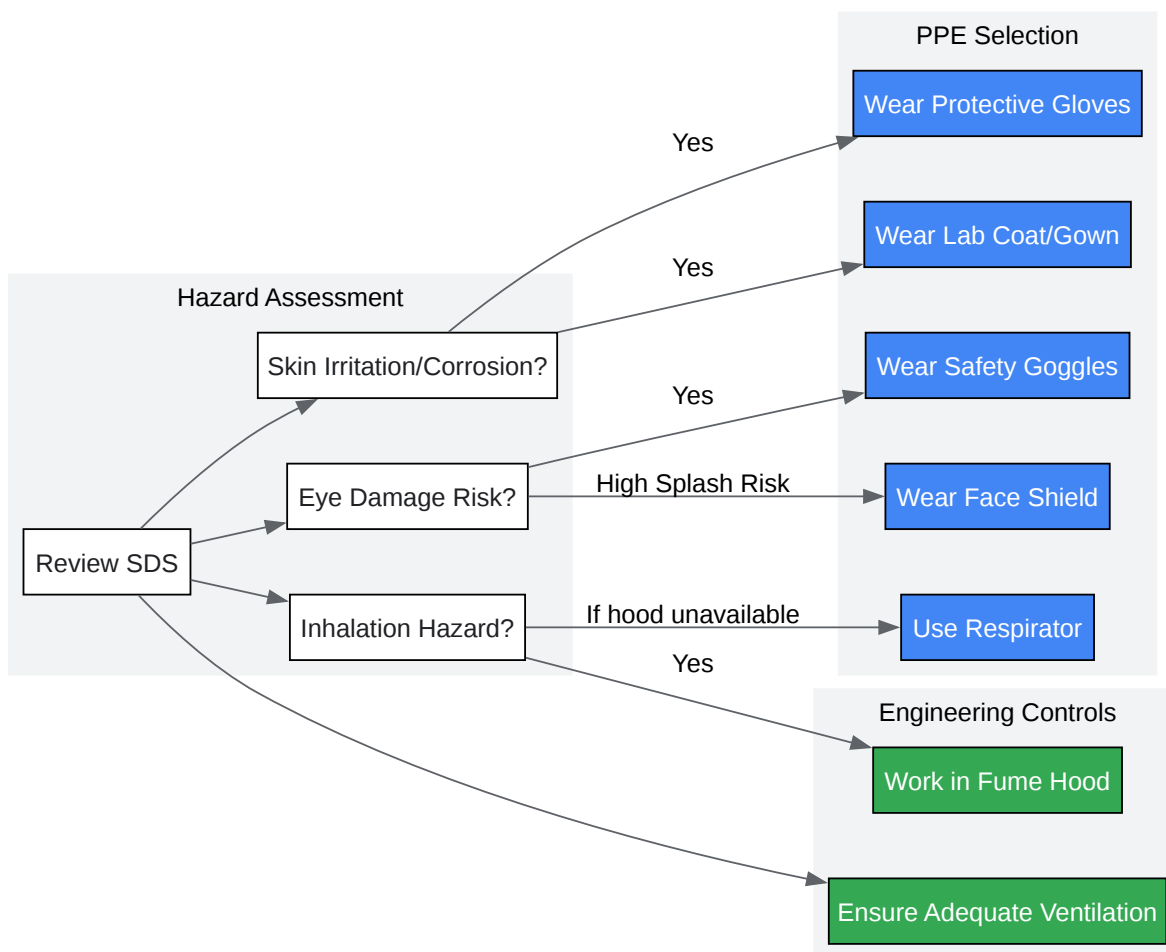 PPE Selection
Wear Protective Gloves
Yes
Wear Lab Coat/Gown
Yes
Hazard Assessment
Skin Irritation/Corrosion?
Wear Safety Goggles
Yes
Eye Damage Risk?
High Splash Risk
Wear Face Shield
Review SDS
Inhalation Hazard?
If hood unavailable
Use Respirator
Yes
Engineering Controls
Work in Fume Hood
Ensure Adequate Ventilation